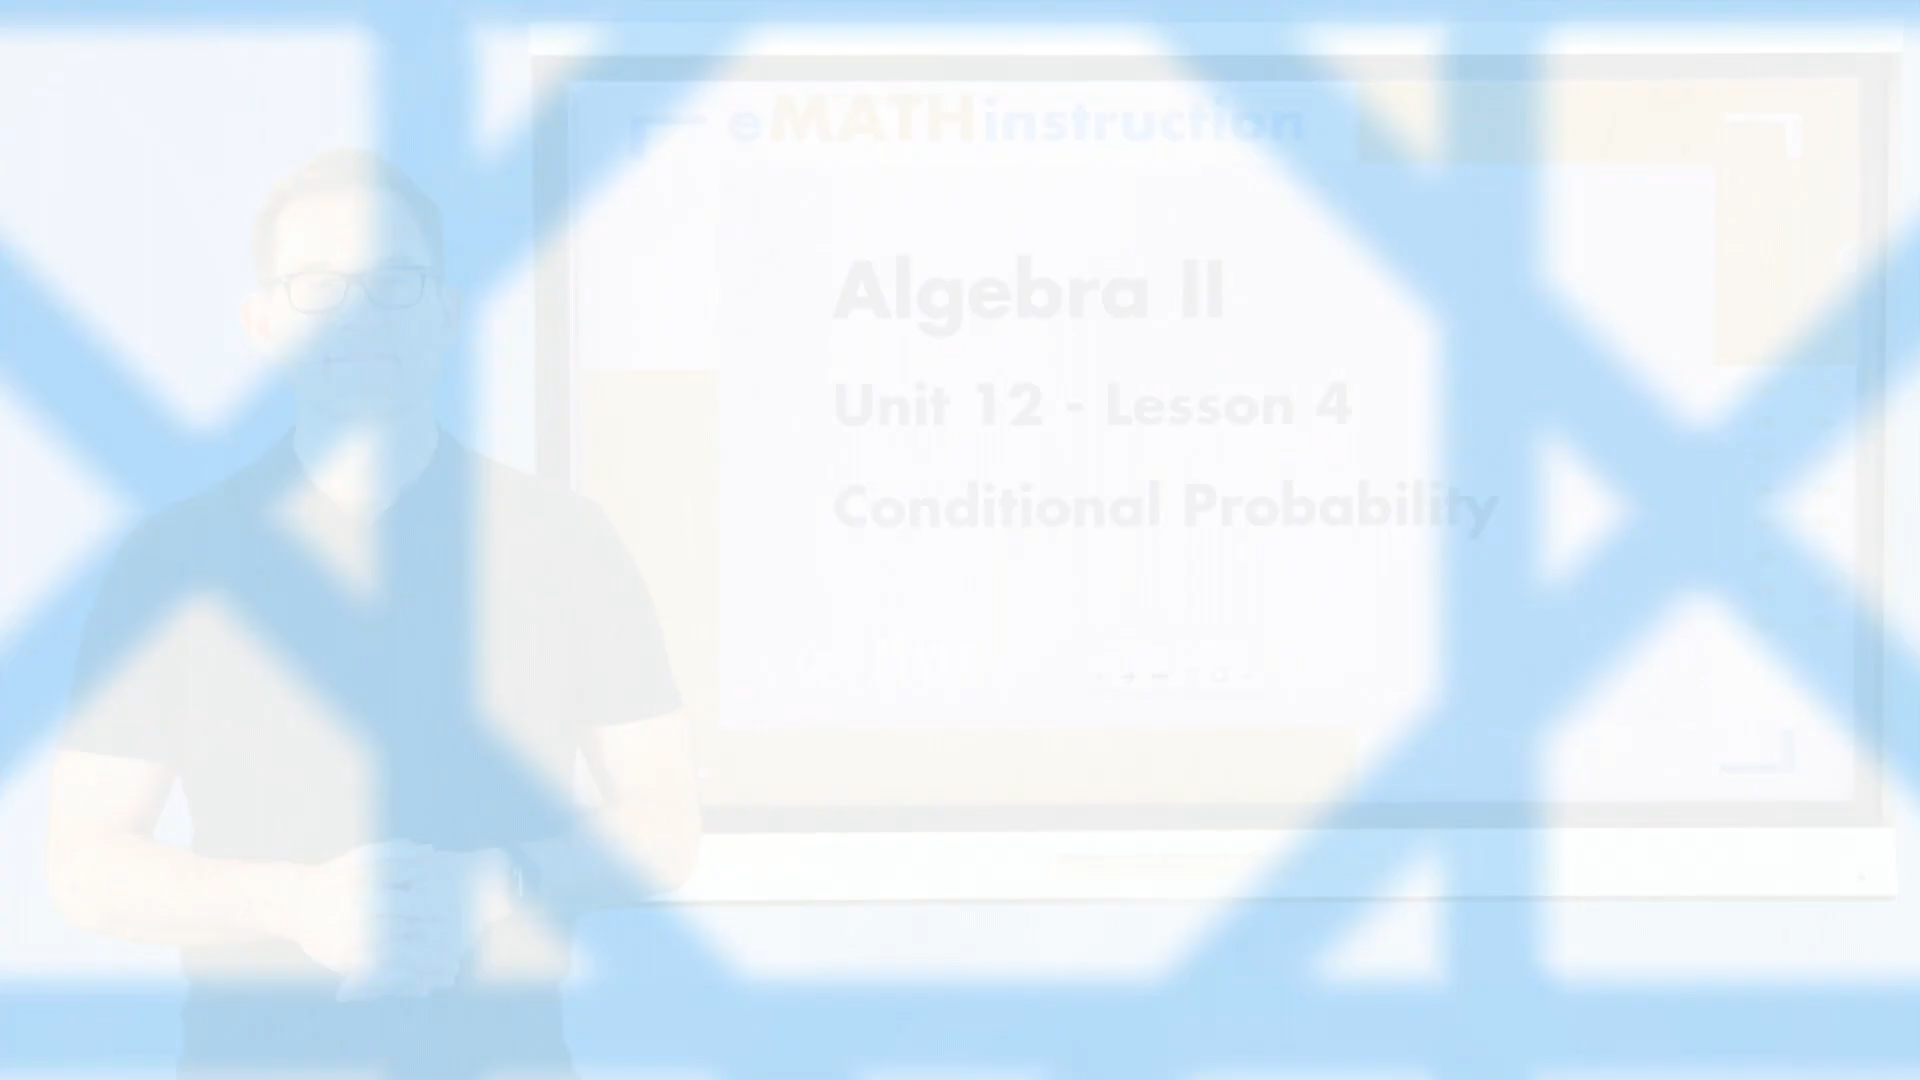 eMATHinstruction
Algebra II
Unit 12 - Lesson 4
Conditional Probability